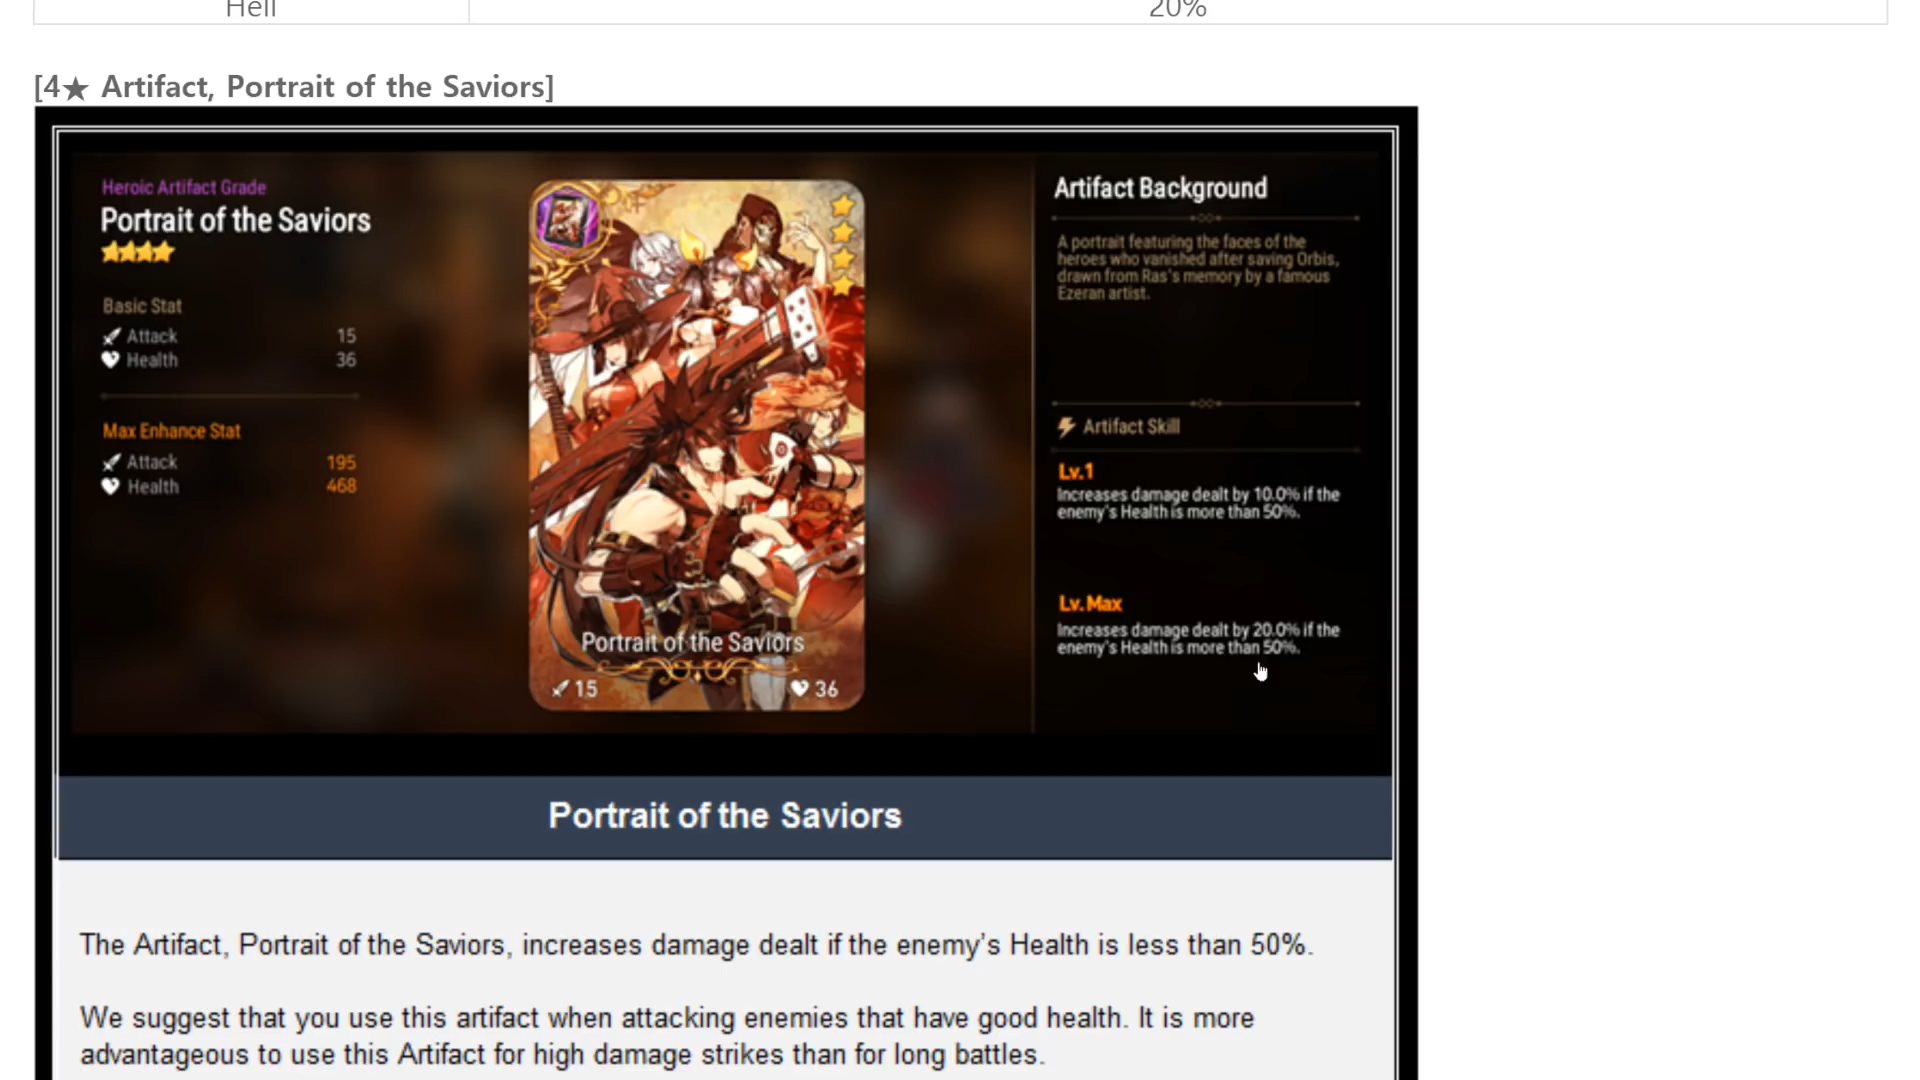 Hell 20%
[4★ Artifact, Portrait of the Saviors]
Heroic Artifact Grade
Portrait of the Saviors
Basic Stat
Attack 15
Health 36
Max Enhance Stat
Attack 195
Health 468
Portrait of the Saviors
15 36
Artifact Background
A portrait featuring the faces of the
heroes who vanished after saving Orbis,
drawn from Ras's memory by a famous
Ezeran artist.
Artifact Skill
Lv.1
Increases damage dealt by 10.0% if the
enemy's Health is more than 50%.
Lv.Max
Increases damage dealt by 20.0% if the
enemy's Health is more than 50%.
Portrait of the Saviors
The Artifact, Portrait of the Saviors, increases damage dealt if the enemy’s Health is less than 50%.
We suggest that you use this artifact when attacking enemies that have good health. It is more
advantageous to use this Artifact for high damage strikes than for long battles.